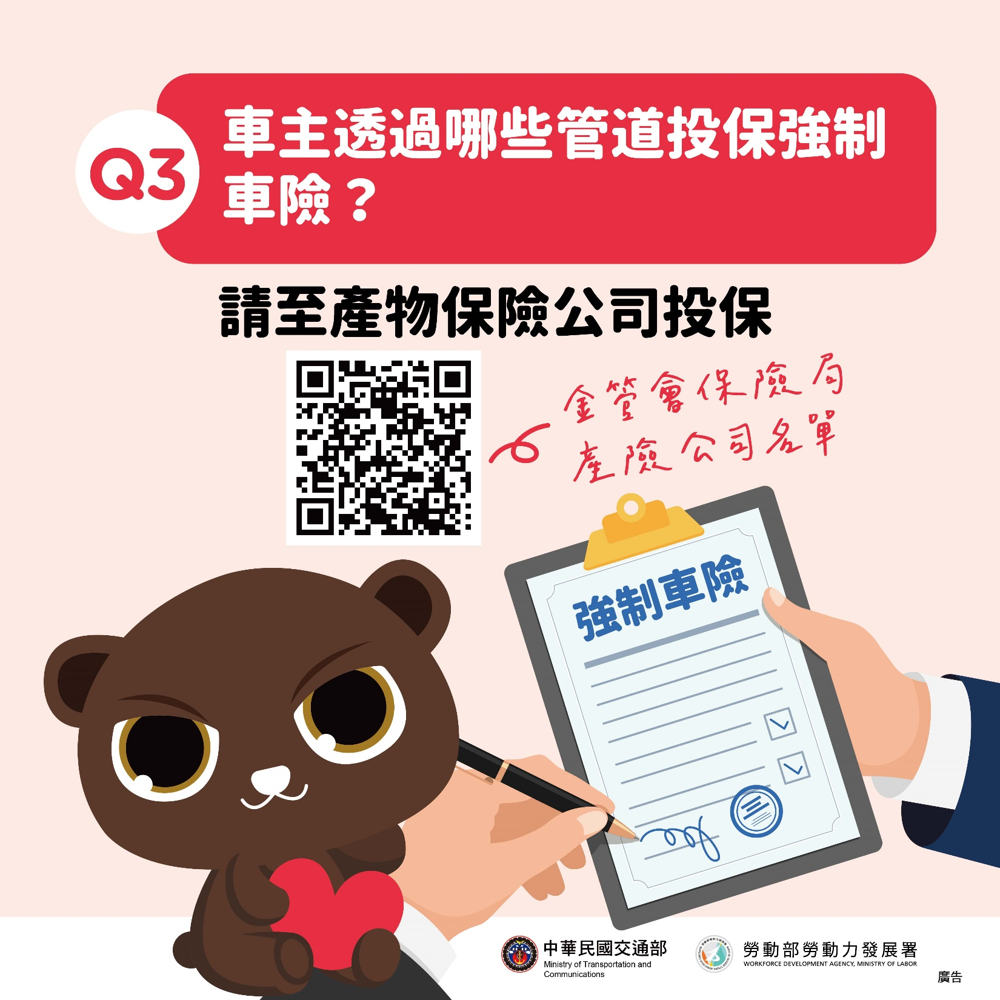 Q3
車主透過哪些管道投保強制
車險？
請至產物保險公司投保
金管會保險局
產險公司名單
強制車險
中華民國交通部
Ministry of Transportation and
Communications
勞動部勞動力發展署
WORKFORCE DEVELOPMENT AGENCY, MINISTRY OF LABOR
廣告